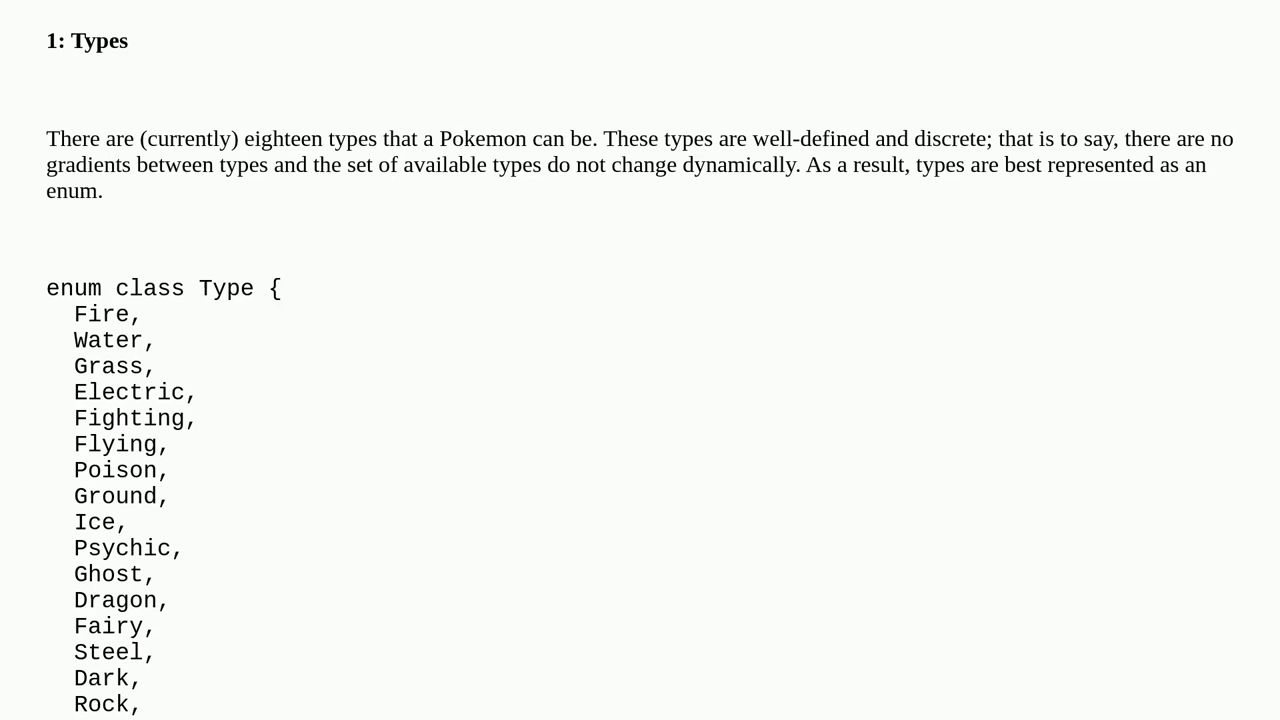 1: Types
There are (currently) eighteen types that a Pokemon can be. These types are well-defined and discrete; that is to say, there are no
gradients between types and the set of available types do not change dynamically. As a result, types are best represented as an
enum.
enum class Type {
  Fire,
  Water,
  Grass,
  Electric,
  Fighting,
  Flying,
  Poison,
  Ground,
  Ice,
  Psychic,
  Ghost,
  Dragon,
  Fairy,
  Steel,
  Dark,
  Rock,